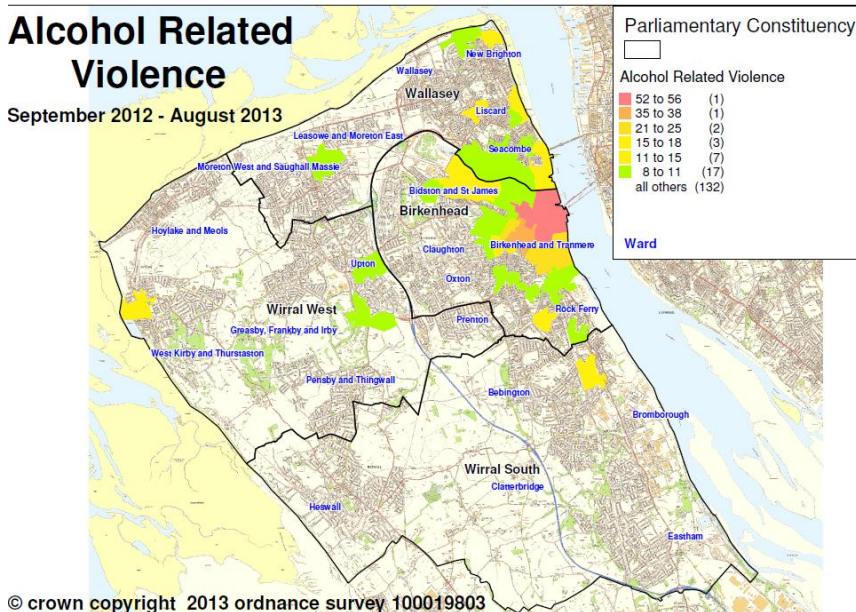 Alcohol Related
Violence
September 2012 - August 2013
Parliamentary Constituency
Alcohol Related Violence
52 to 56 (1)
35 to 38 (1)
21 to 25 (2)
15 to 18 (3)
11 to 15 (7)
8 to 11 (17)
all others (132)
Ward
New Brighton
Wallasey
Wallasey
Liscard
Leasowe and Moreton East
Seacombe
Moreton West and Saughall Massie
Bidston and St James
Birkenhead
Hoylake and Meols
Claughton
Birkenhead and Tranmere
Upton
Oxton
Wirral West
Rock Ferry
Prenton
Greasby, Frankby and Irby
West Kirby and Thurstaston
Pensby and Thingwall
Bebington
Bromborough
Wirral South
Clatterbridge
Heswall
Eastham
© crown copyright 2013 ordnance survey 100019803